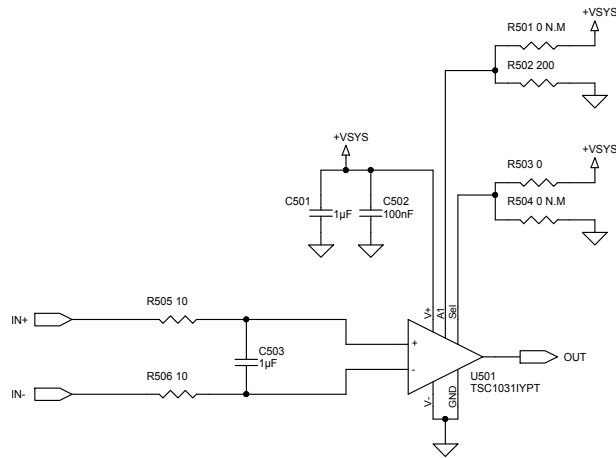 +VSYS
R501 0 N.M
R502 200
+VSYS
+VSYS
R503 0
R504 0 N.M
C501
1µF
C502
100nF
V+
A1
Sel
R505 10
IN+
C503
1µF
+
-
OUT
U501
TSC1031IYPT
R506 10
IN-
V-
GND